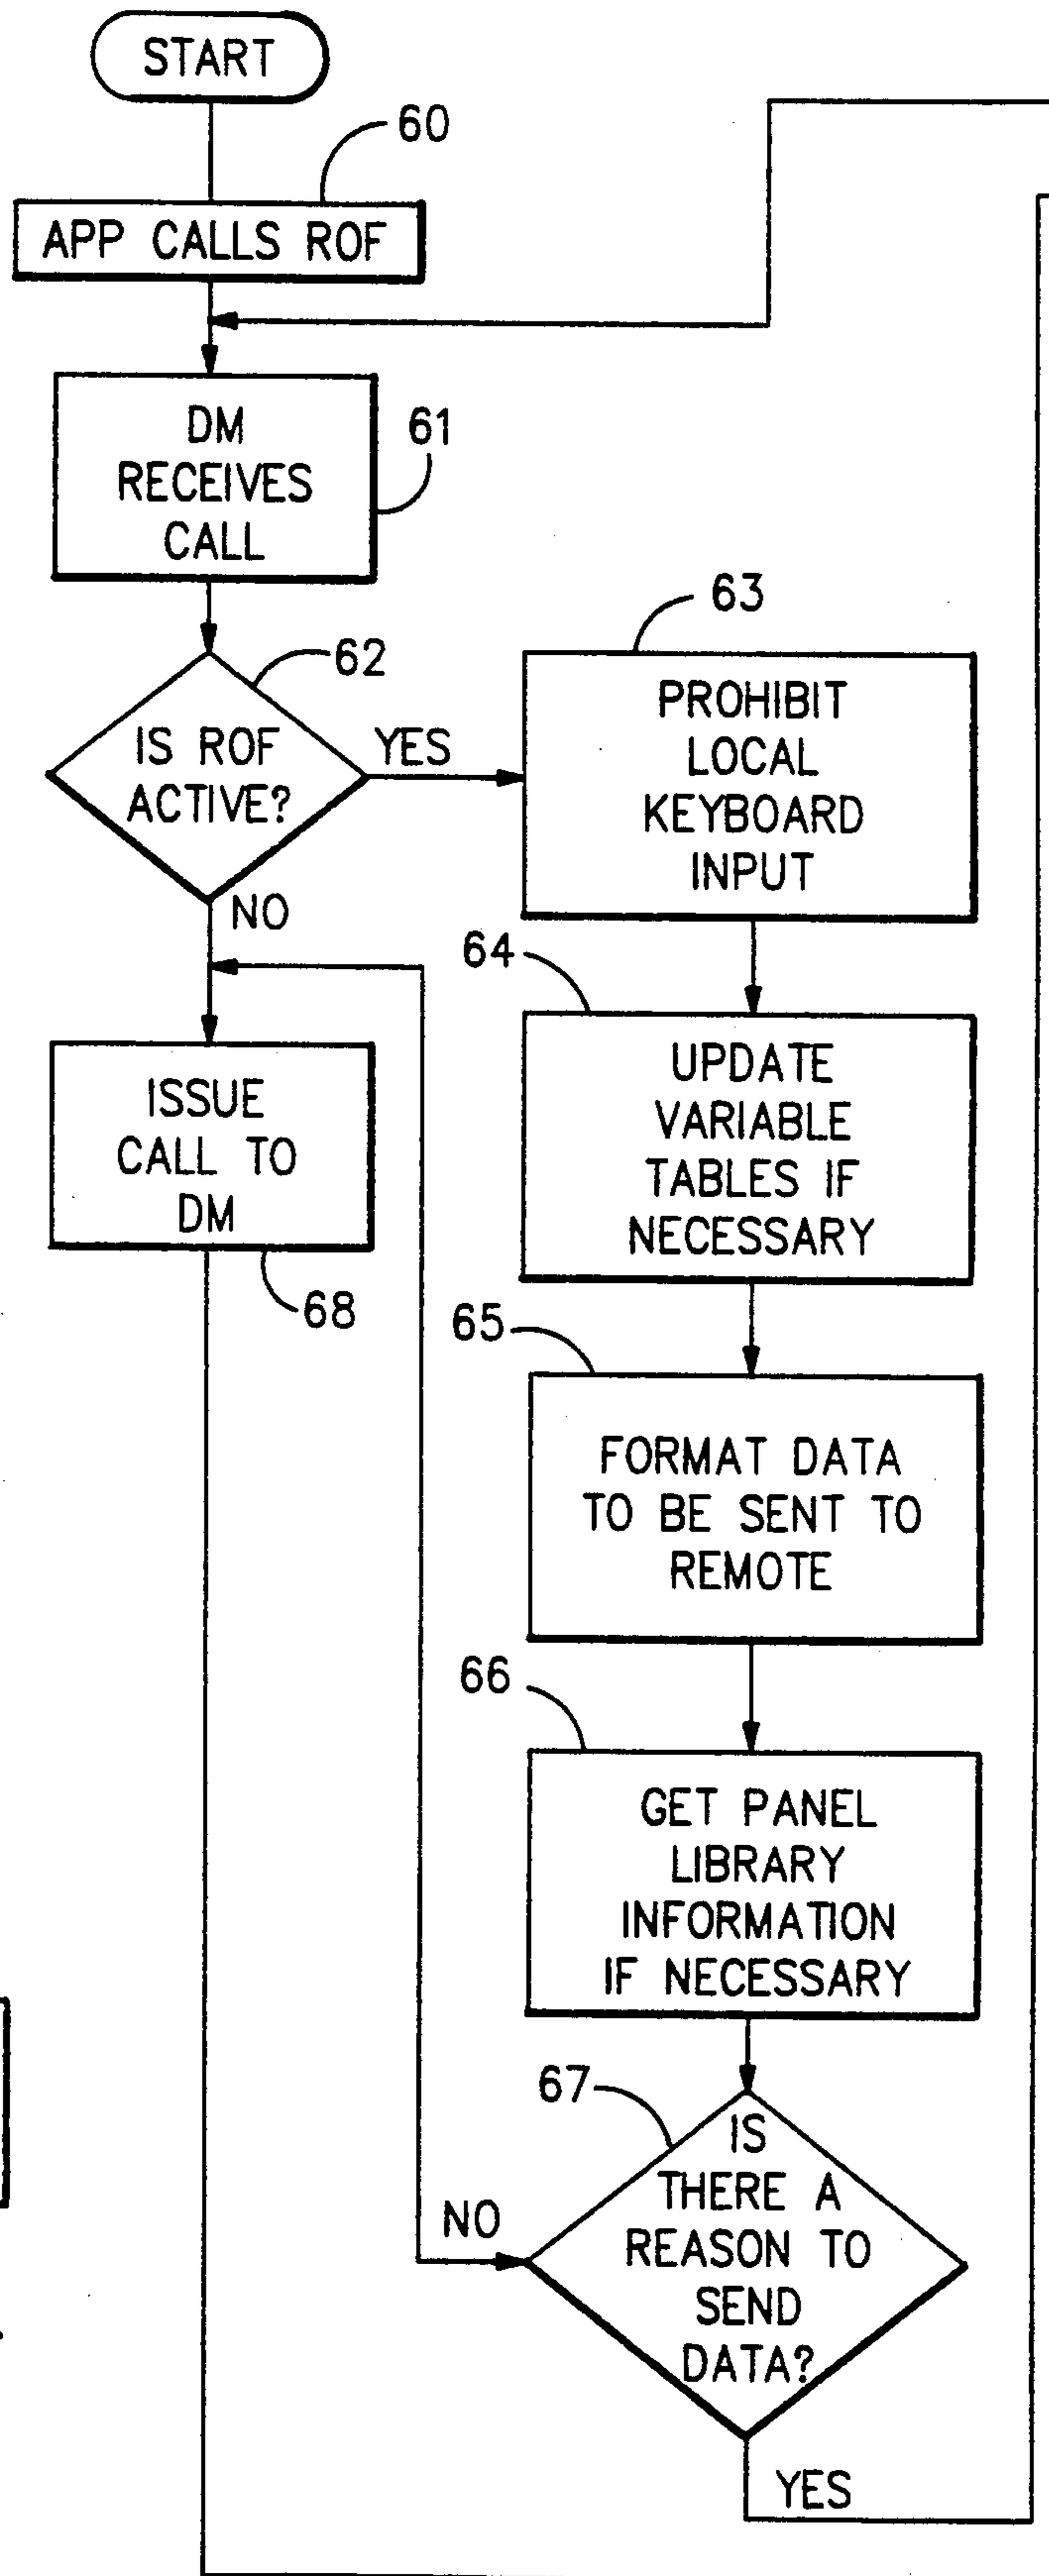 START
60
APP CALLS ROF
DM
RECEIVES
CALL
61
62
IS ROF
ACTIVE?
YES
NO
63
PROHIBIT
LOCAL
KEYBOARD
INPUT
64
UPDATE
VARIABLE
TABLES IF
NECESSARY
ISSUE
CALL TO
DM
68
65
FORMAT DATA
TO BE SENT TO
REMOTE
66
GET PANEL
LIBRARY
INFORMATION
IF NECESSARY
67
IS
THERE A
REASON TO
SEND
DATA?
NO
YES